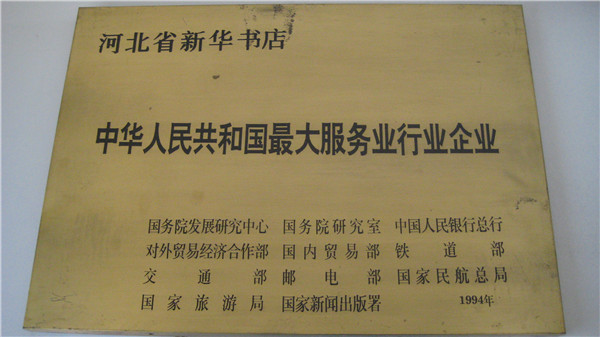 河北省新华书店
中华人民共和国最大服务业行业企业
国务院发展研究中心 国务院研究室 中国人民银行总行
对外贸易经济合作部 国内贸易部 铁道部
交通部 邮电部 国家民航总局
国家旅游局 国家新闻出版署 1994年